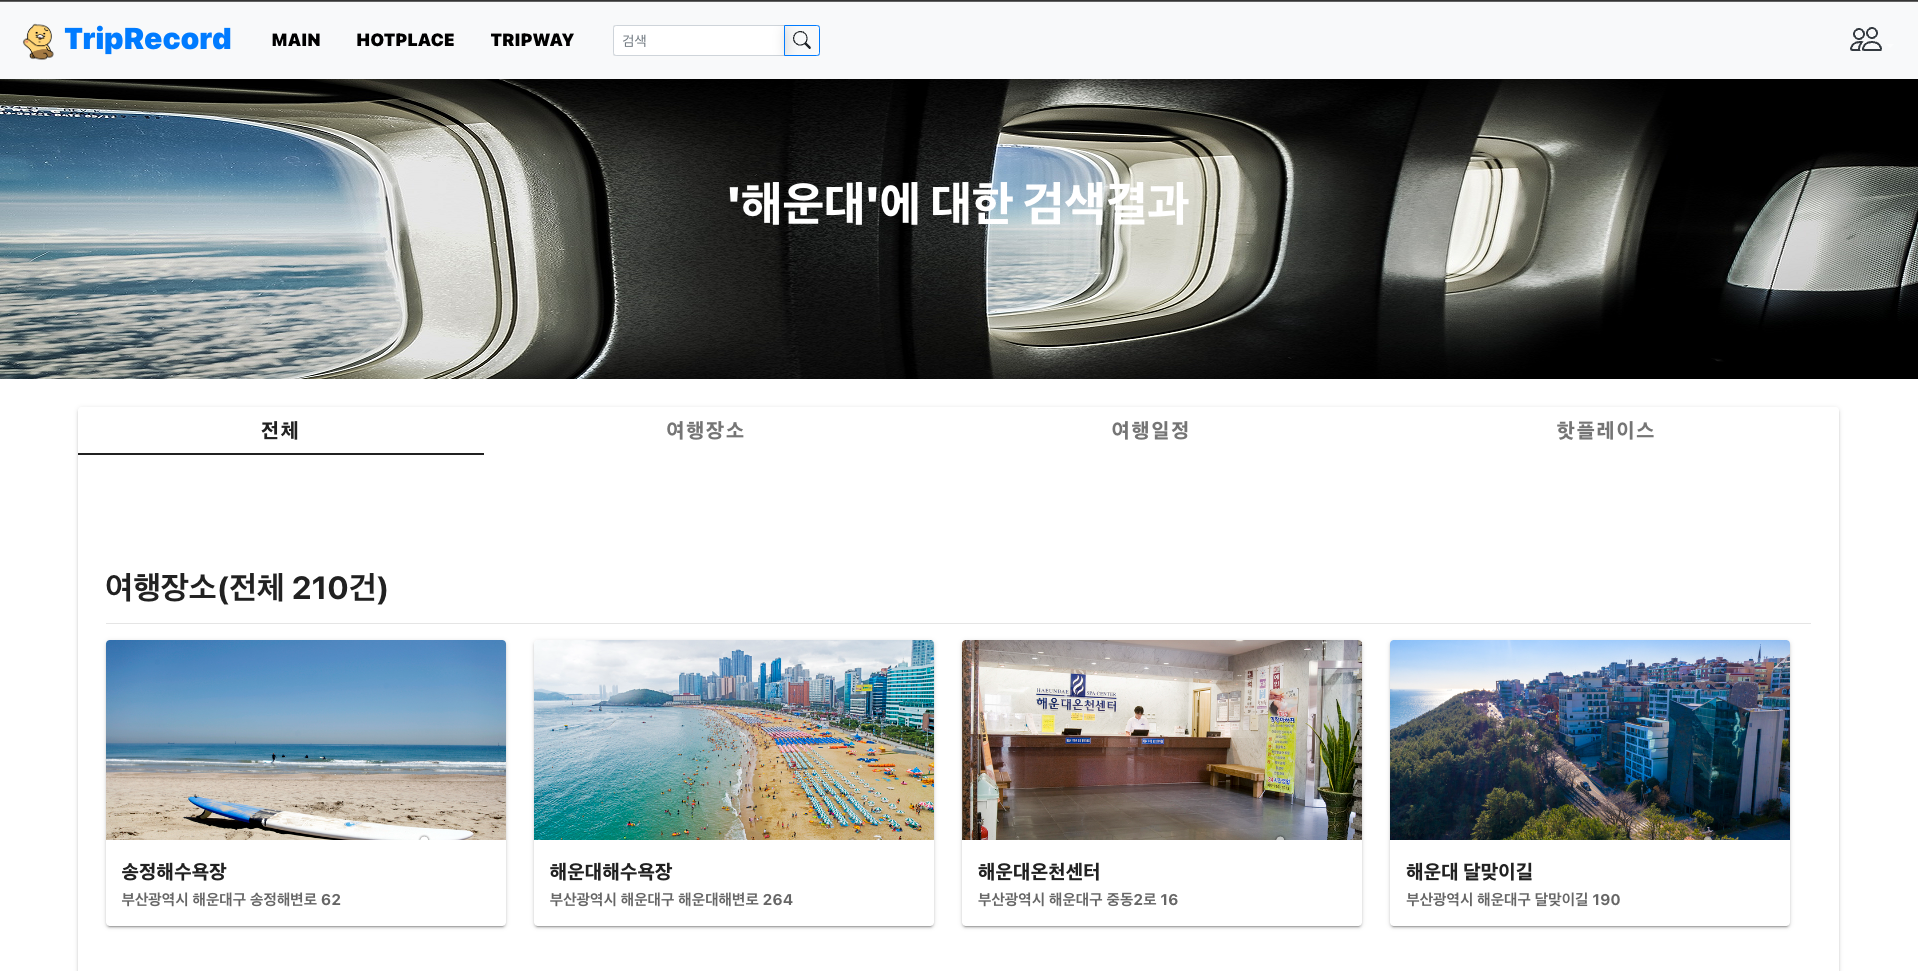 TripRecord MAIN HOTPLACE TRIPWAY 검색
'해운대'에 대한 검색결과
전체 여행장소 여행일정 핫플레이스
여행장소(전체 210건)
HAEUNDAE SPA CENTER
해운대온천센터
송정해수욕장
부산광역시 해운대구 송정해변로 62
해운대해수욕장
부산광역시 해운대구 해운대해변로 264
해운대온천센터
부산광역시 해운대구 중동2로 16
해운대 달맞이길
부산광역시 해운대구 달맞이길 190